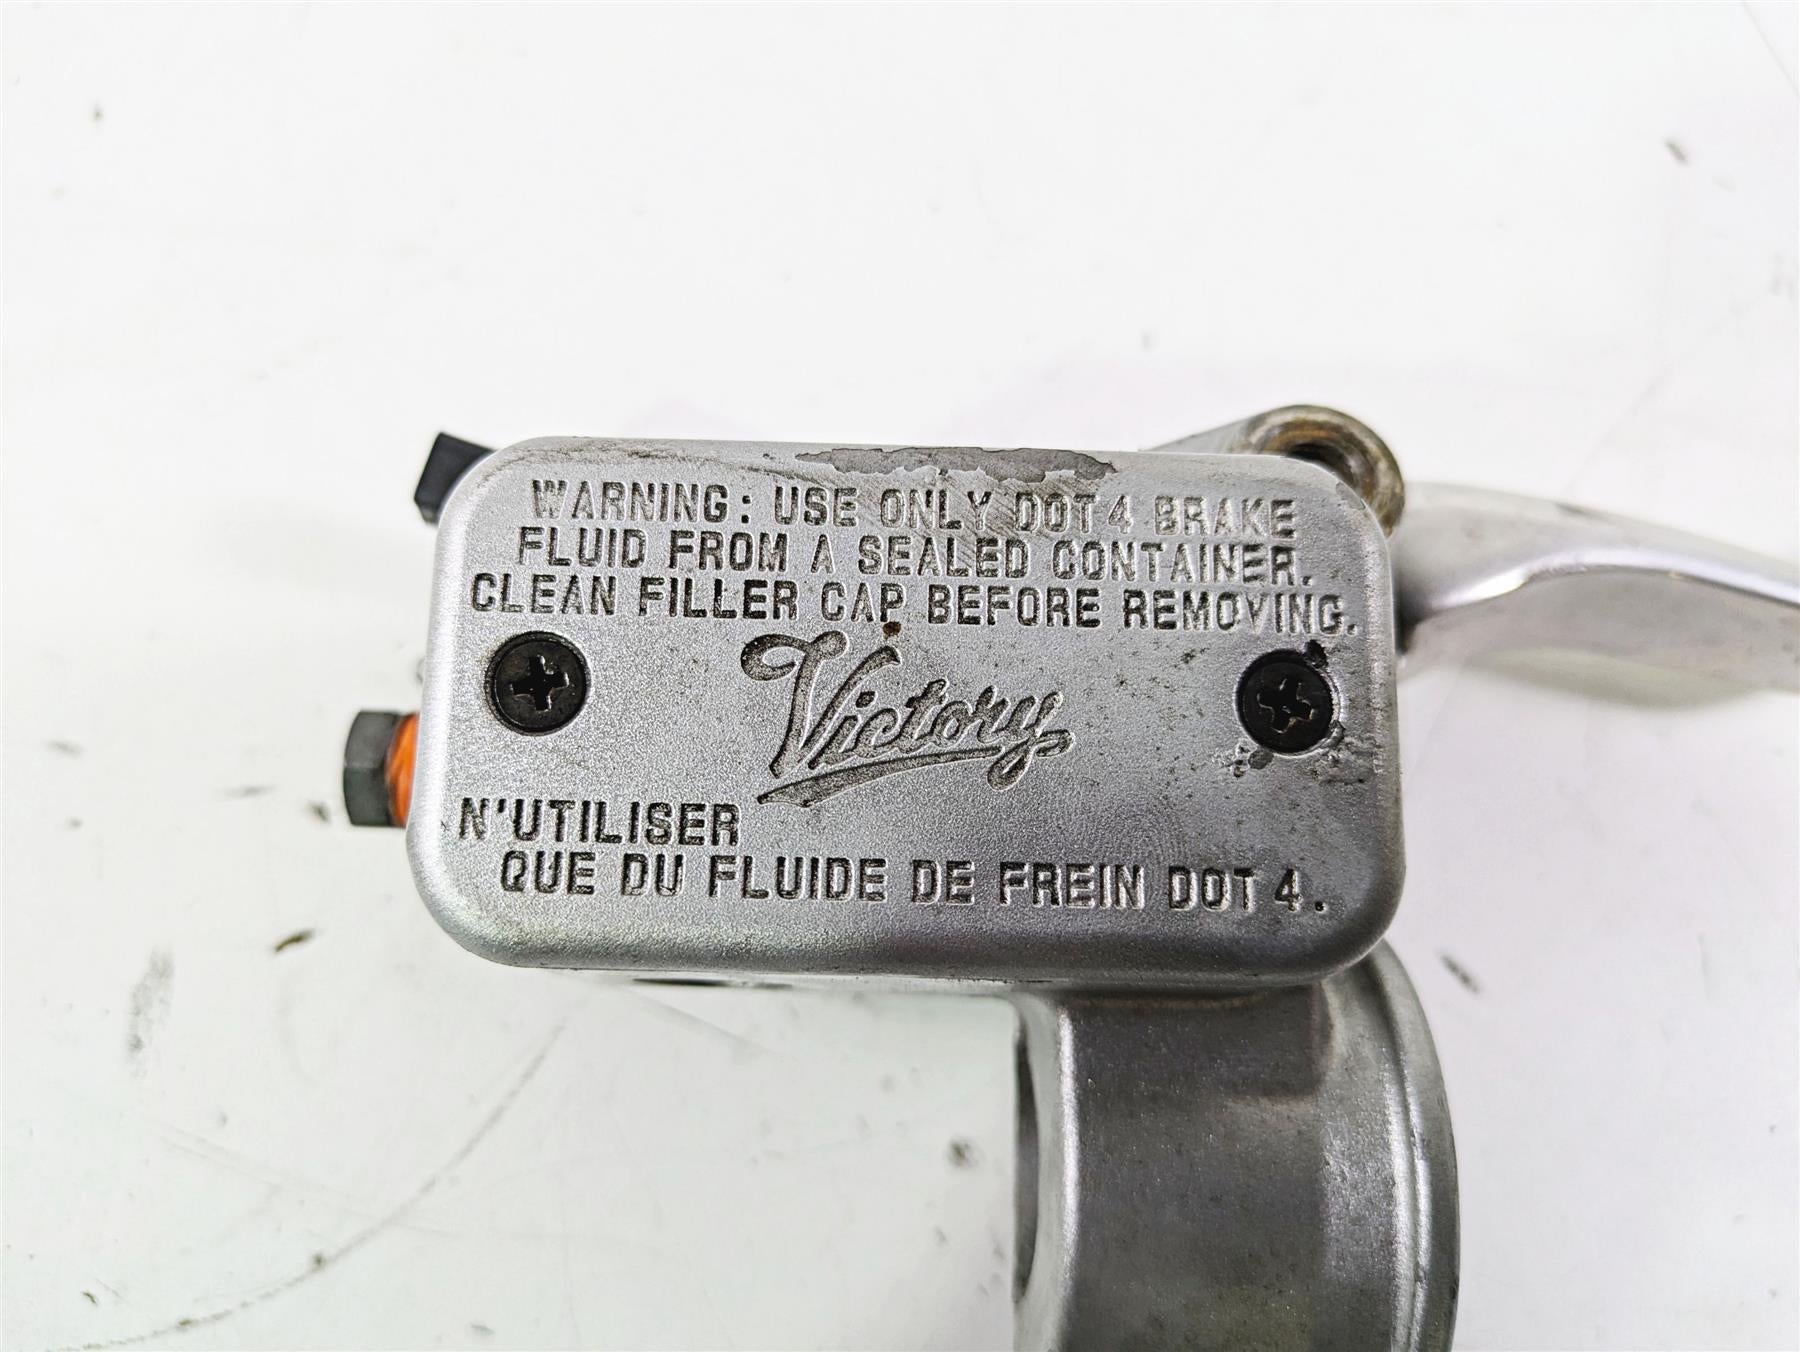 WARNING: USE ONLY DOT 4 BRAKE
FLUID FROM A SEALED CONTAINER.
CLEAN FILLER CAP BEFORE REMOVING.
Victory
N'UTILISER
QUE DU FLUIDE DE FREIN DOT 4.